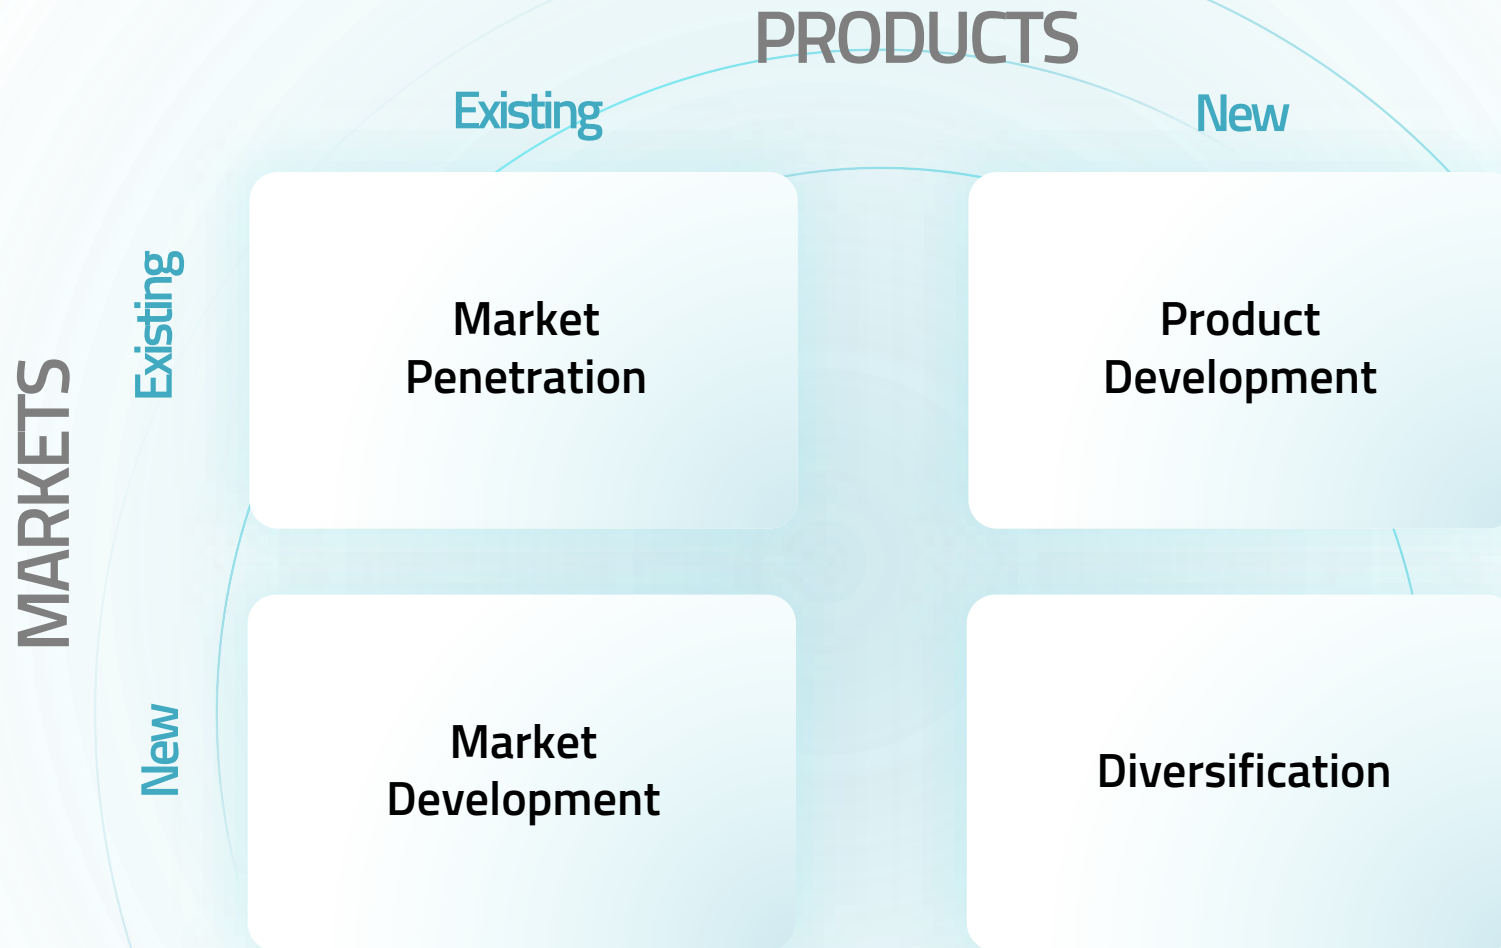 PRODUCTS
Existing
New
MARKETS
Existing
Market
Penetration
Product
Development
New
Market
Development
Diversification